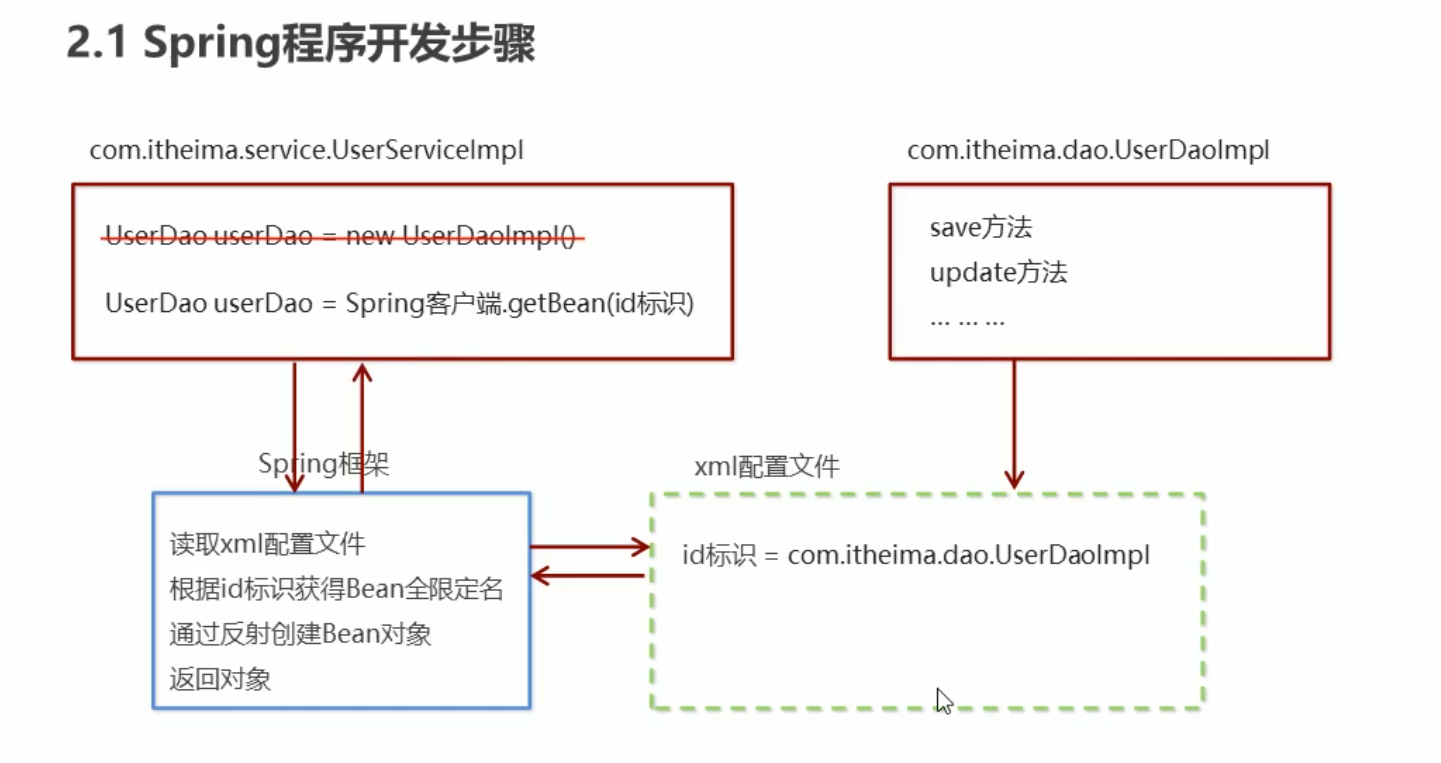 2.1 Spring程序开发步骤
com.itheima.service.UserServiceImpl
UserDao userDao = new UserDaoImpl()
UserDao userDao = Spring客户端.getBean(id标识)
com.itheima.dao.UserDaoImpl
save方法
update方法
... ... ...
Spring框架
读取xml配置文件
根据id标识获得Bean全限定名
通过反射创建Bean对象
返回对象
xml配置文件
id标识 = com.itheima.dao.UserDaoImpl